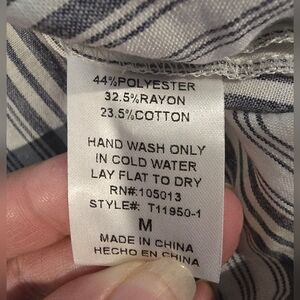 44%POLYESTER
32.5%RAYON
23.5%COTTON
HAND WASH ONLY
IN COLD WATER
LAY FLAT TO DRY
RN#:105013
STYLE#: T11950-1
M
MADE IN CHINA
HECHO EN CHINA